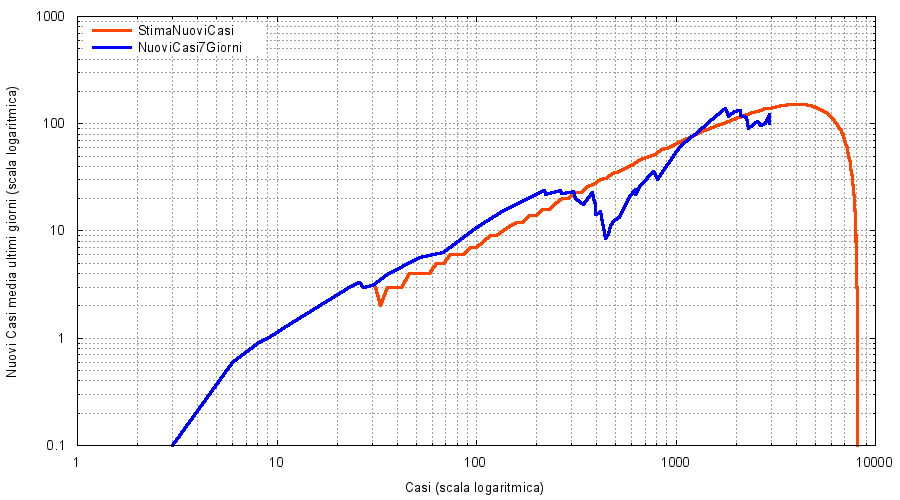 1000
StimaNuoviCasi
NuoviCasi7Giorni
100
10
1
0.1
Nuovi Casi media ultimi giorni (scala logaritmica)
1 10 100 1000 10000
Casi (scala logaritmica)